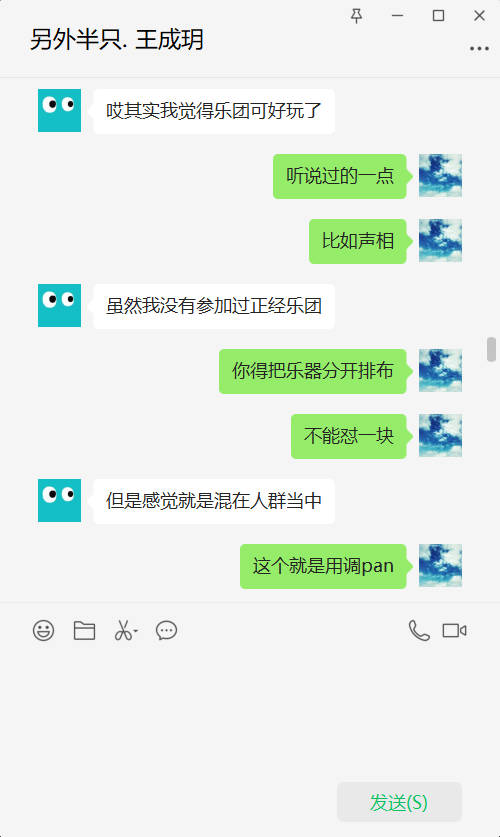 另外半只. 王成玥
哎其实我觉得乐团可好玩了
听说过的一点
比如声相
虽然我没有参加过正经乐团
你得把乐器分开排布
不能怼一块
但是感觉就是混在人群当中
这个就是用调pan
发送(S)